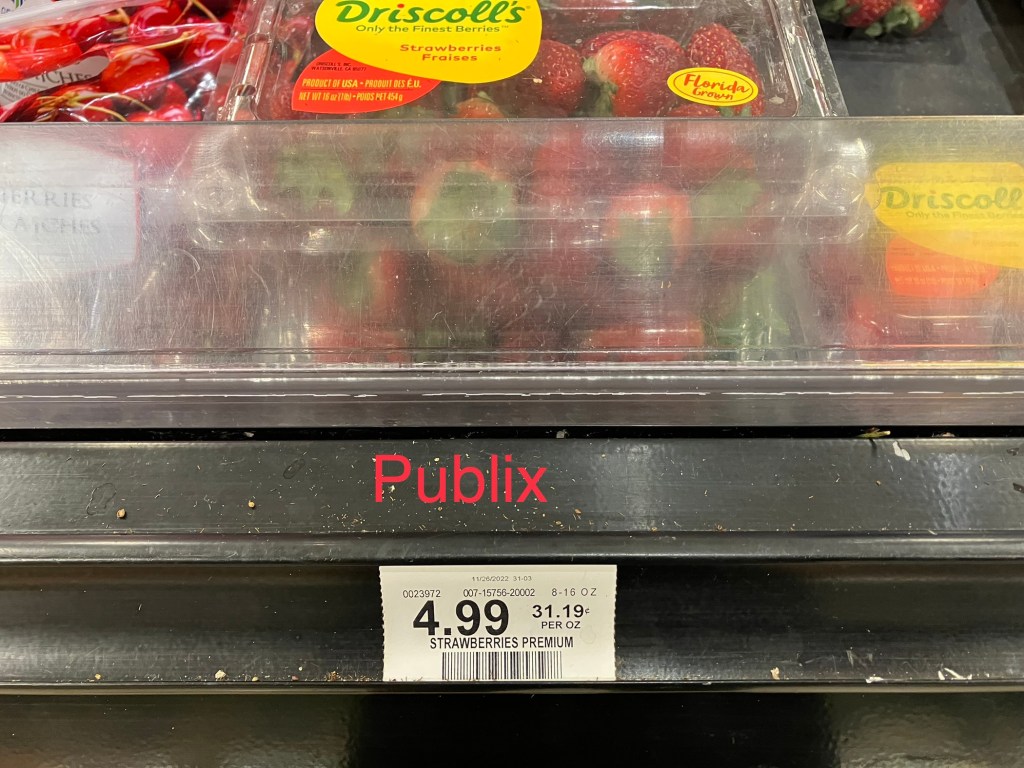 Driscoll's
Only the Finest Berries™
Strawberries
Fraises
PRODUCT OF USA • PRODUIT DES É.U.
NET WT 16 oz (1lb) • POIDS NET 454 g
Florida
Grown
Driscoll
Only the Finest Berries
Publix
11/26/2022 31-03
0023972 007-15756-20002 8-16 OZ
4.99 31.19¢
PER OZ
STRAWBERRIES PREMIUM